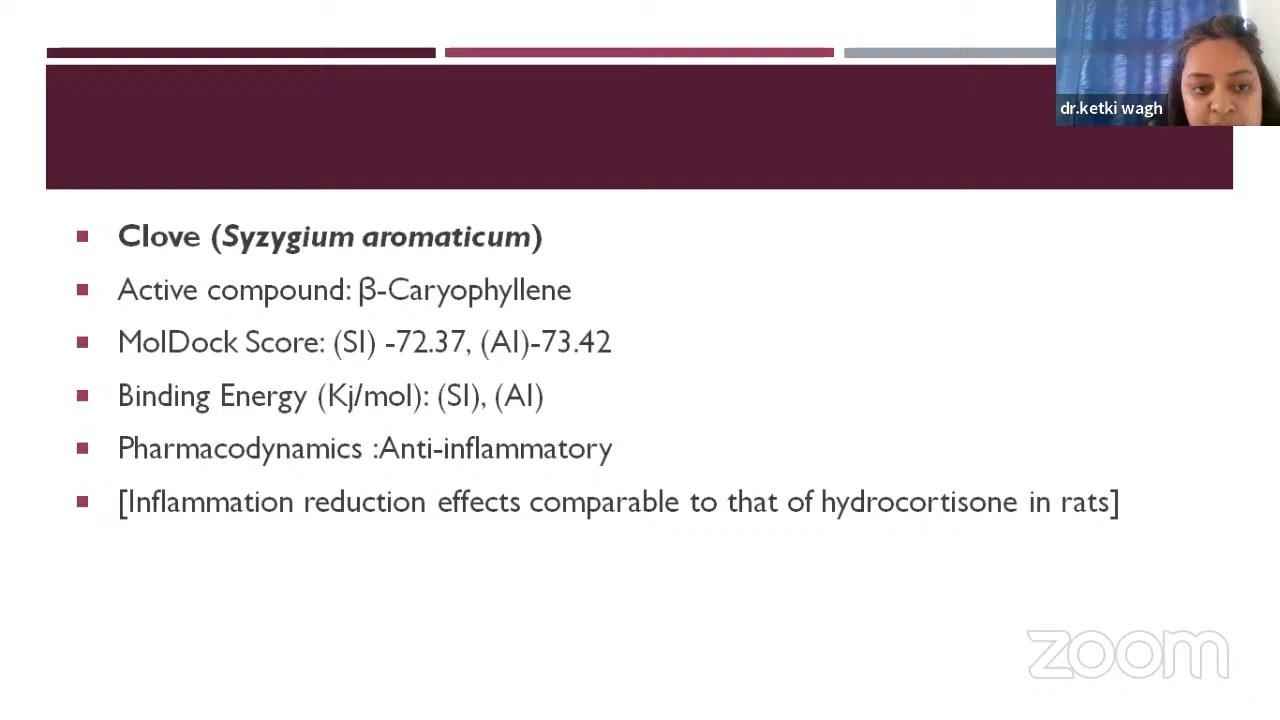 dr.ketki wagh
Clove (Syzygium aromaticum)
Active compound: β-Caryophyllene
MolDock Score: (SI) -72.37, (AI)-73.42
Binding Energy (Kj/mol): (SI), (AI)
Pharmacodynamics :Anti-inflammatory
[Inflammation reduction effects comparable to that of hydrocortisone in rats]
zoom